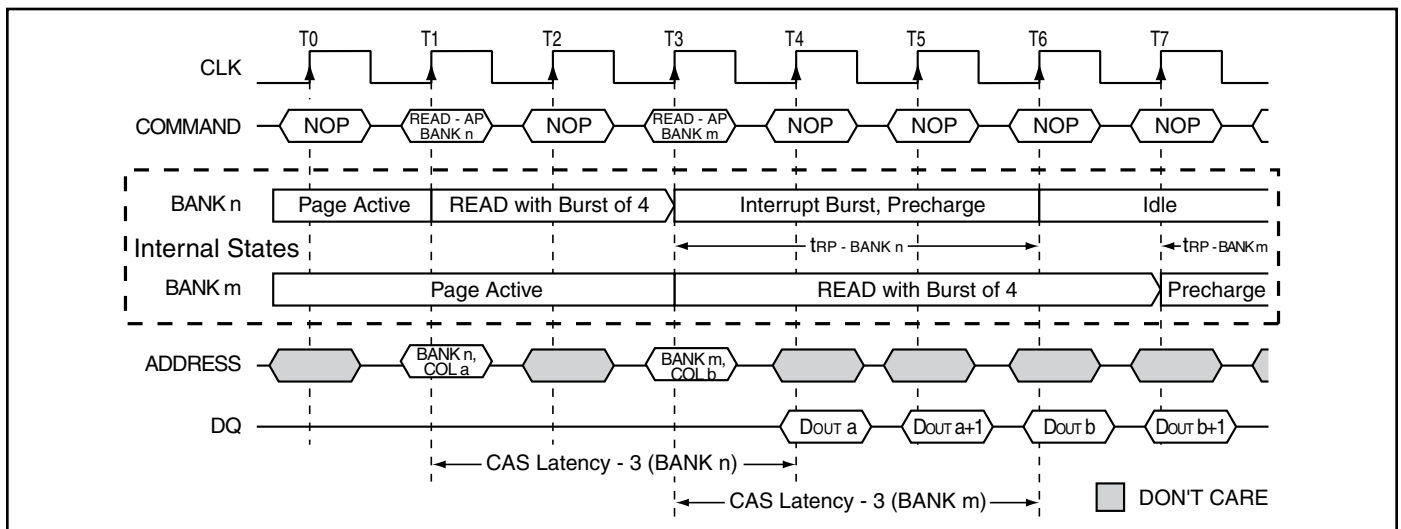 T0 T1 T2 T3 T4 T5 T6 T7
CLK
COMMAND NOP READ - AP BANK n NOP READ - AP BANK m NOP NOP NOP NOP
BANK n Page Active READ with Burst of 4 Interrupt Burst, Precharge Idle
Internal States tRP - BANK n tRP - BANK m
BANK m Page Active READ with Burst of 4 Precharge
ADDRESS BANK n, COL a BANK m, COL b
DQ DOUT a DOUT a+1 DOUT b DOUT b+1
CAS Latency - 3 (BANK n)
CAS Latency - 3 (BANK m) DON'T CARE